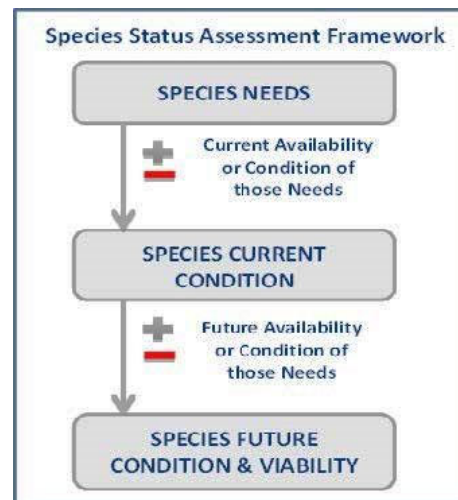 Species Status Assessment Framework
SPECIES NEEDS
Current Availability
or Condition of
those Needs
SPECIES CURRENT
CONDITION
Future Availability
or Condition of
those Needs
SPECIES FUTURE
CONDITION & VIABILITY